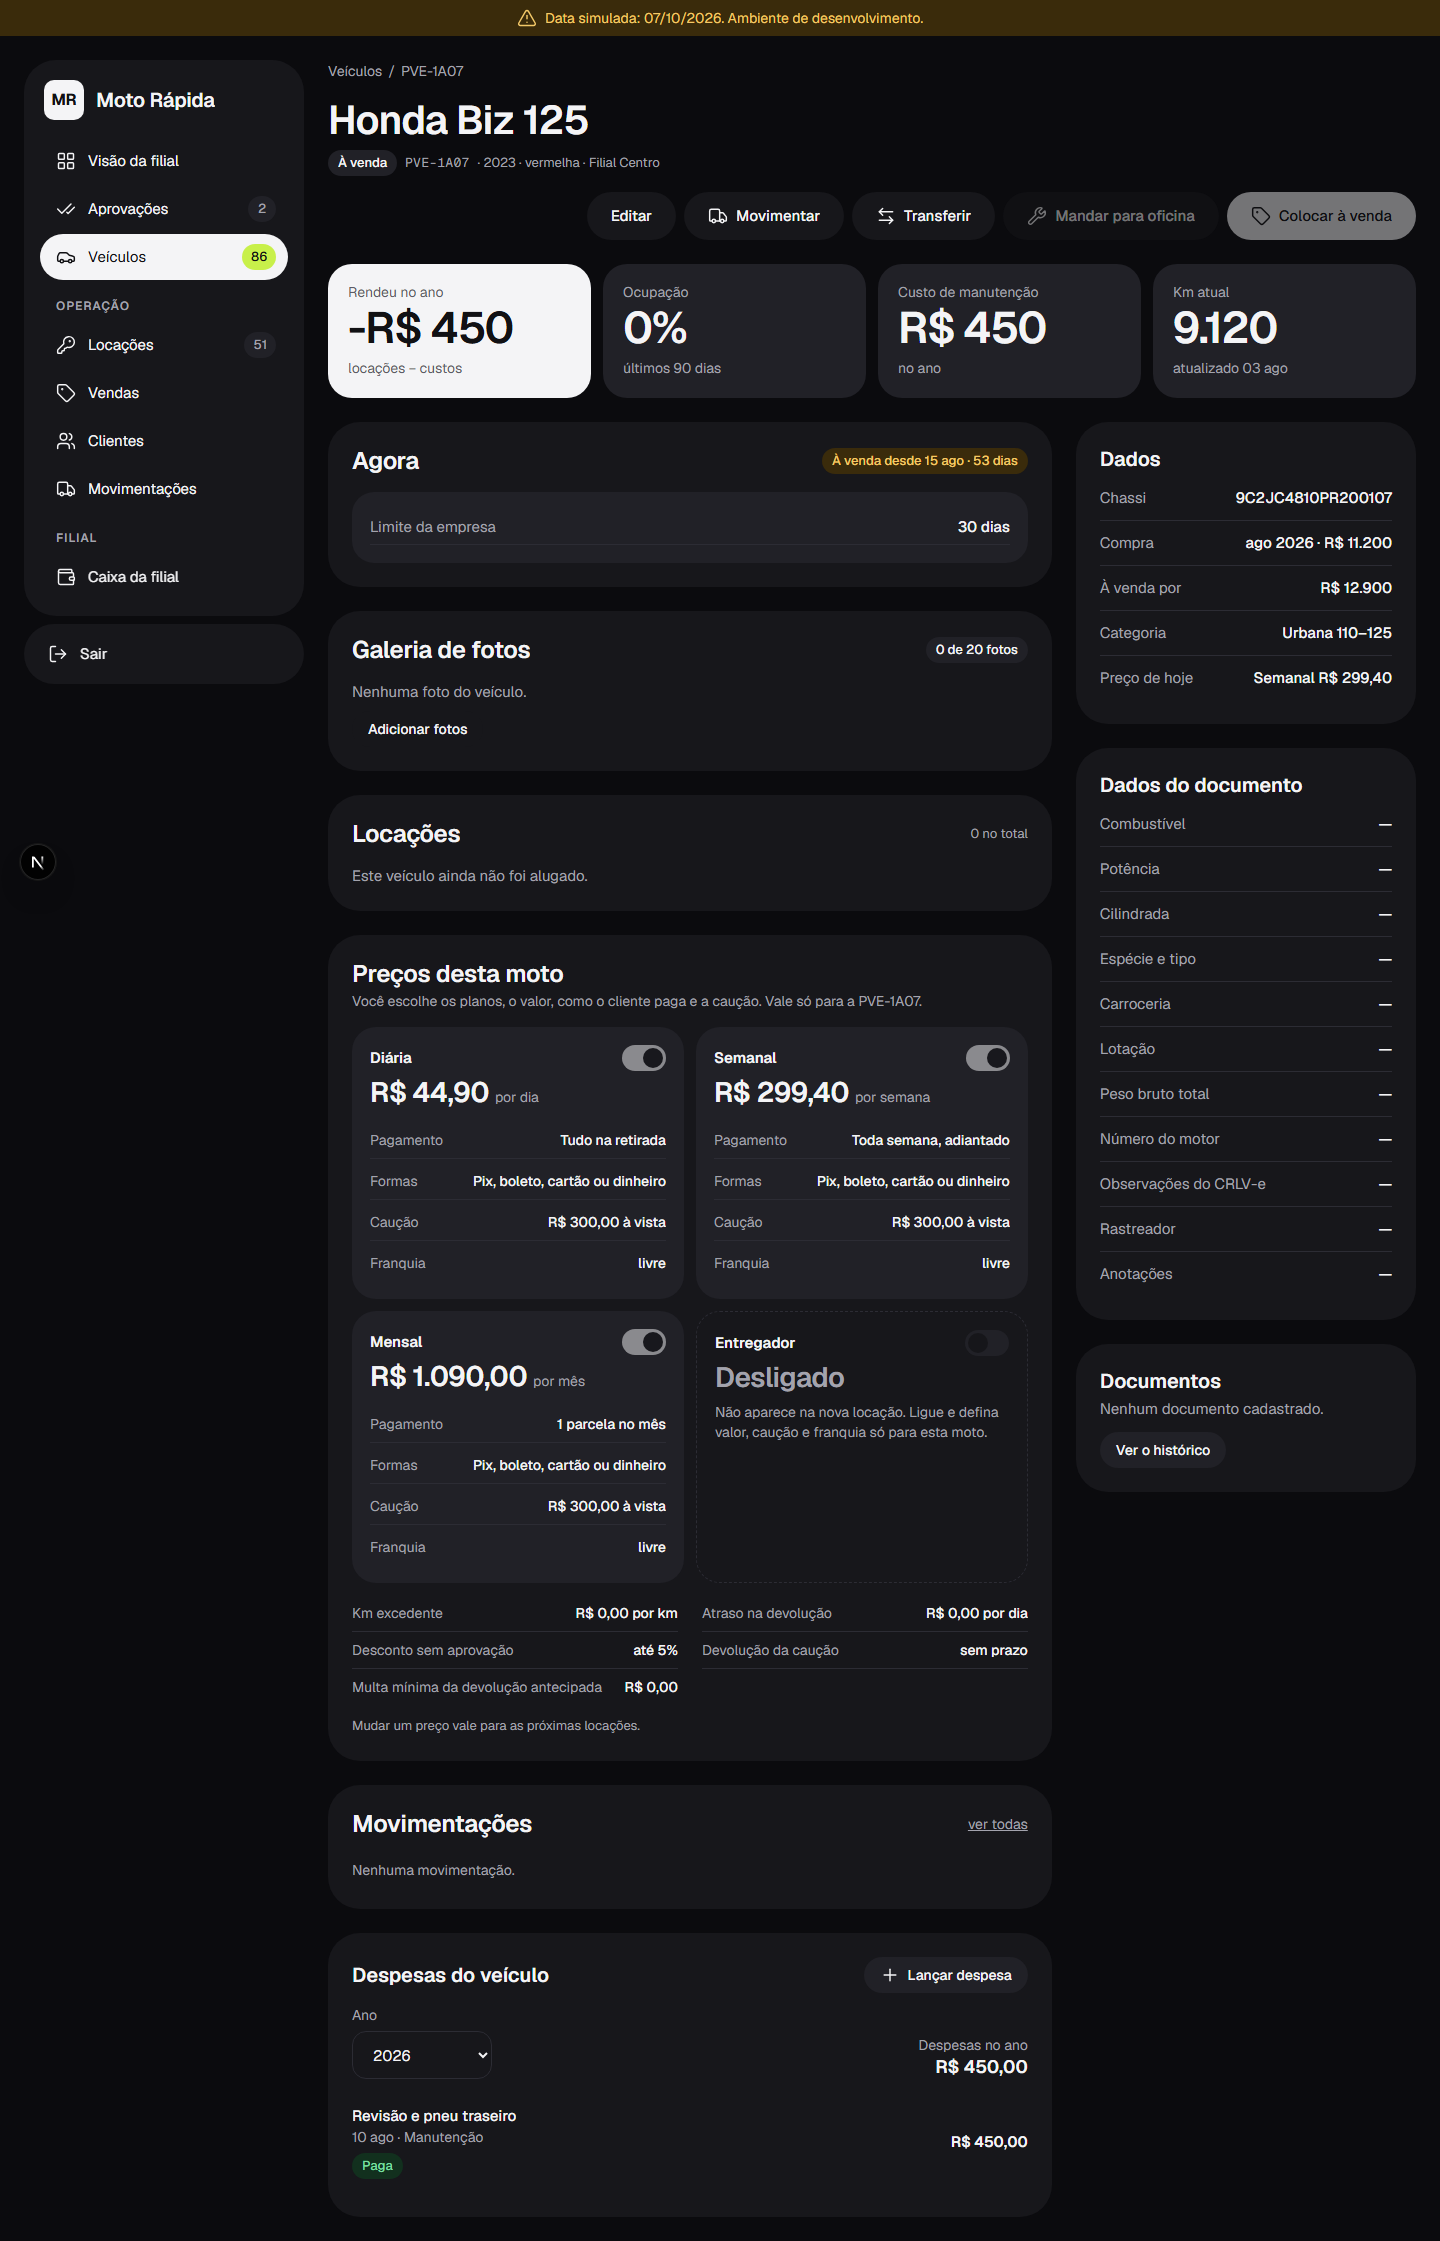 Data simulada: 07/10/2026. Ambiente de desenvolvimento.
MR Moto Rápida
Visão da filial
Aprovações 2
Veículos 86
OPERAÇÃO
Locações 51
Vendas
Clientes
Movimentações
FILIAL
Caixa da filial
Sair
N
Veículos / PVE-1A07
Honda Biz 125
À venda PVE-1A07 · 2023 · vermelha · Filial Centro
Editar Movimentar Transferir Mandar para oficina Colocar à venda
Rendeu no ano
-R$ 450
locações − custos
Ocupação
0%
últimos 90 dias
Custo de manutenção
R$ 450
no ano
Km atual
9.120
atualizado 03 ago
Agora À venda desde 15 ago · 53 dias
Limite da empresa 30 dias
Galeria de fotos 0 de 20 fotos
Nenhuma foto do veículo.
Adicionar fotos
Locações 0 no total
Este veículo ainda não foi alugado.
Preços desta moto
Você escolhe os planos, o valor, como o cliente paga e a caução. Vale só para a PVE-1A07.
Diária
R$ 44,90 por dia
Pagamento Tudo na retirada
Formas Pix, boleto, cartão ou dinheiro
Caução R$ 300,00 à vista
Franquia livre
Semanal
R$ 299,40 por semana
Pagamento Toda semana, adiantado
Formas Pix, boleto, cartão ou dinheiro
Caução R$ 300,00 à vista
Franquia livre
Mensal
R$ 1.090,00 por mês
Pagamento 1 parcela no mês
Formas Pix, boleto, cartão ou dinheiro
Caução R$ 300,00 à vista
Franquia livre
Entregador
Desligado
Não aparece na nova locação. Ligue e defina
valor, caução e franquia só para esta moto.
Km excedente R$ 0,00 por km
Atraso na devolução R$ 0,00 por dia
Desconto sem aprovação até 5%
Devolução da caução sem prazo
Multa mínima da devolução antecipada R$ 0,00
Mudar um preço vale para as próximas locações.
Movimentações ver todas
Nenhuma movimentação.
Despesas do veículo Lançar despesa
Ano
2026
Despesas no ano
R$ 450,00
Revisão e pneu traseiro
10 ago · Manutenção
R$ 450,00
Paga
Dados
Chassi 9C2JC4810PR200107
Compra ago 2026 · R$ 11.200
À venda por R$ 12.900
Categoria Urbana 110–125
Preço de hoje Semanal R$ 299,40
Dados do documento
Combustível —
Potência —
Cilindrada —
Espécie e tipo —
Carroceria —
Lotação —
Peso bruto total —
Número do motor —
Observações do CRLV-e —
Rastreador —
Anotações —
Documentos
Nenhum documento cadastrado.
Ver o histórico